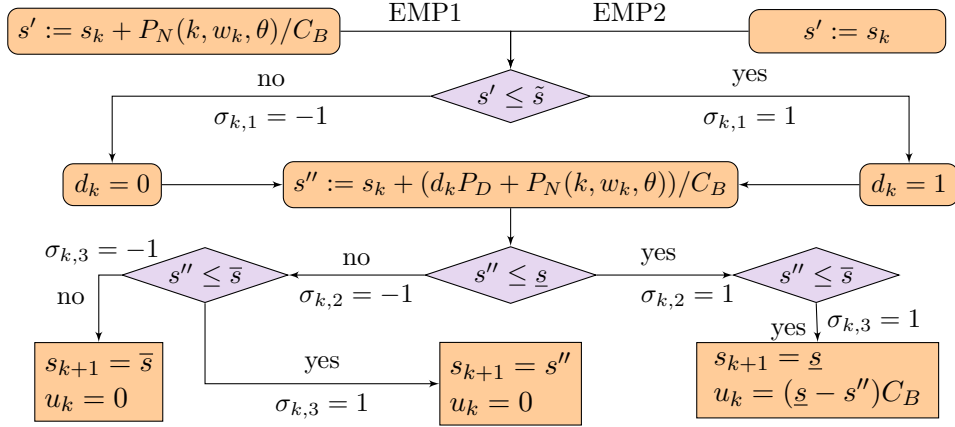 EMP1
EMP2
s′ := s_k + P_N(k, w_k, θ)/C_B
s′ := s_k
s′ ≤ s̃
no
σ_{k,1} = −1
yes
σ_{k,1} = 1
d_k = 0
s″ := s_k + (d_k P_D + P_N(k, w_k, θ))/C_B
d_k = 1
σ_{k,3} = −1
s″ ≤ s̅
no
σ_{k,2} = −1
s″ ≤ s̲
yes
σ_{k,2} = 1
s″ ≤ s̅
no
yes
σ_{k,3} = 1
yes
σ_{k,3} = 1
s_{k+1} = s̅
u_k = 0
s_{k+1} = s″
u_k = 0
s_{k+1} = s̲
u_k = (s̲ − s″)C_B